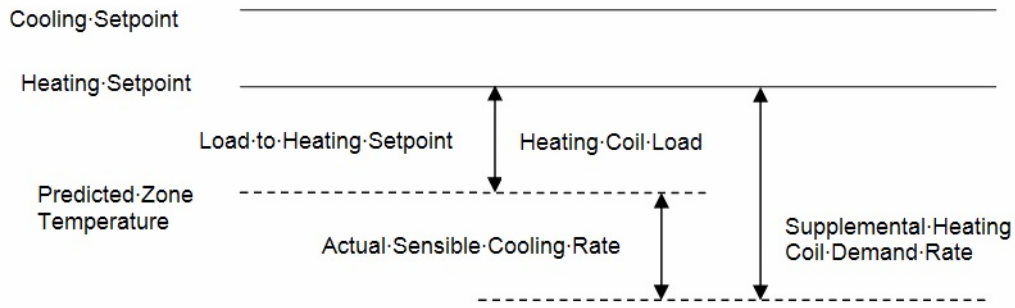 Cooling·Setpoint
Heating·Setpoint
Load·to·Heating·Setpoint
Heating·Coil·Load
Predicted·Zone
Temperature
Actual·Sensible·Cooling·Rate
Supplemental·Heating
Coil·Demand·Rate